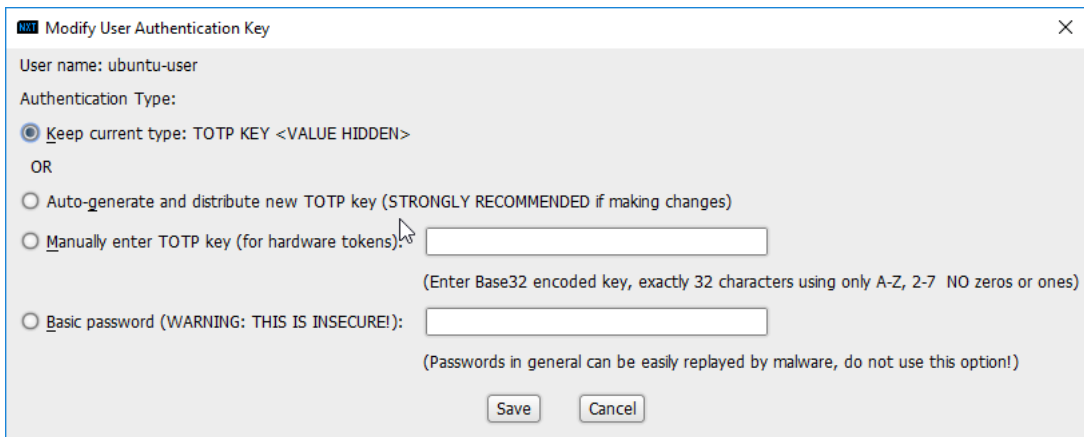 NXT Modify User Authentication Key
User name: ubuntu-user
Authentication Type:
Keep current type: TOTP KEY <VALUE HIDDEN>
OR
Auto-generate and distribute new TOTP key (STRONGLY RECOMMENDED if making changes)
Manually enter TOTP key (for hardware tokens):
(Enter Base32 encoded key, exactly 32 characters using only A-Z, 2-7  NO zeros or ones)
Basic password (WARNING: THIS IS INSECURE!):
(Passwords in general can be easily replayed by malware, do not use this option!)
Save Cancel